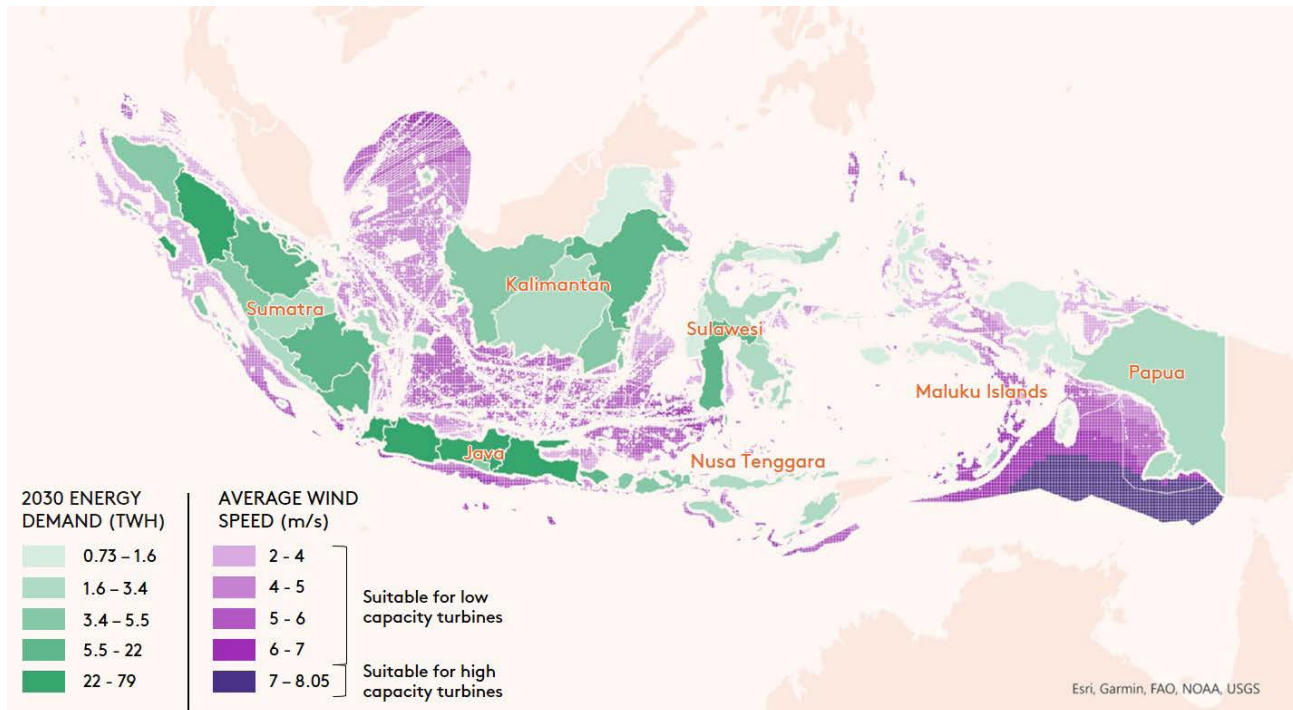 Kalimantan
Sumatra
Sulawesi
Papua
Maluku Islands
Java
Nusa Tenggara
2030 ENERGY
DEMAND (TWH)
0.73 – 1.6
1.6 – 3.4
3.4 – 5.5
5.5 - 22
22 - 79
AVERAGE WIND
SPEED (m/s)
2 - 4
4 - 5
5 - 6
6 - 7
7 – 8.05
Suitable for low
capacity turbines
Suitable for high
capacity turbines
Esri, Garmin, FAO, NOAA, USGS